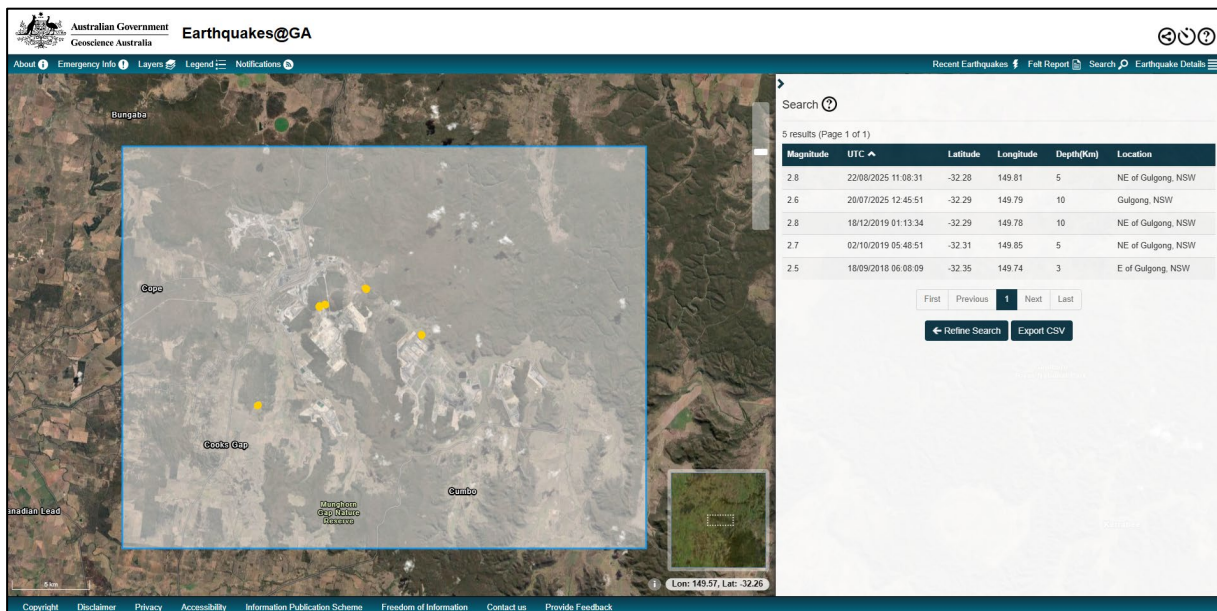 Australian Government
Geoscience Australia
Earthquakes@GA
About Emergency Info Layers Legend Notifications
Recent Earthquakes Felt Report Search Earthquake Details
Bungaba
Cope
Cooks Gap
Cumbo
Munghorn
Gap Nature
Reserve
anadian Lead
5 km
Lon: 149.57, Lat: -32.26
Search
5 results (Page 1 of 1)
Magnitude UTC Latitude Longitude Depth(Km) Location
2.8 22/08/2025 11:08:31 -32.28 149.81 5 NE of Gulgong, NSW
2.6 20/07/2025 12:45:51 -32.29 149.79 10 Gulgong, NSW
2.8 18/12/2019 01:13:34 -32.29 149.78 10 NE of Gulgong, NSW
2.7 02/10/2019 05:48:51 -32.31 149.85 5 NE of Gulgong, NSW
2.5 18/09/2018 06:08:09 -32.35 149.74 3 E of Gulgong, NSW
First Previous 1 Next Last
Refine Search Export CSV
Copyright Disclaimer Privacy Accessibility Information Publication Scheme Freedom of Information Contact us Provide Feedback